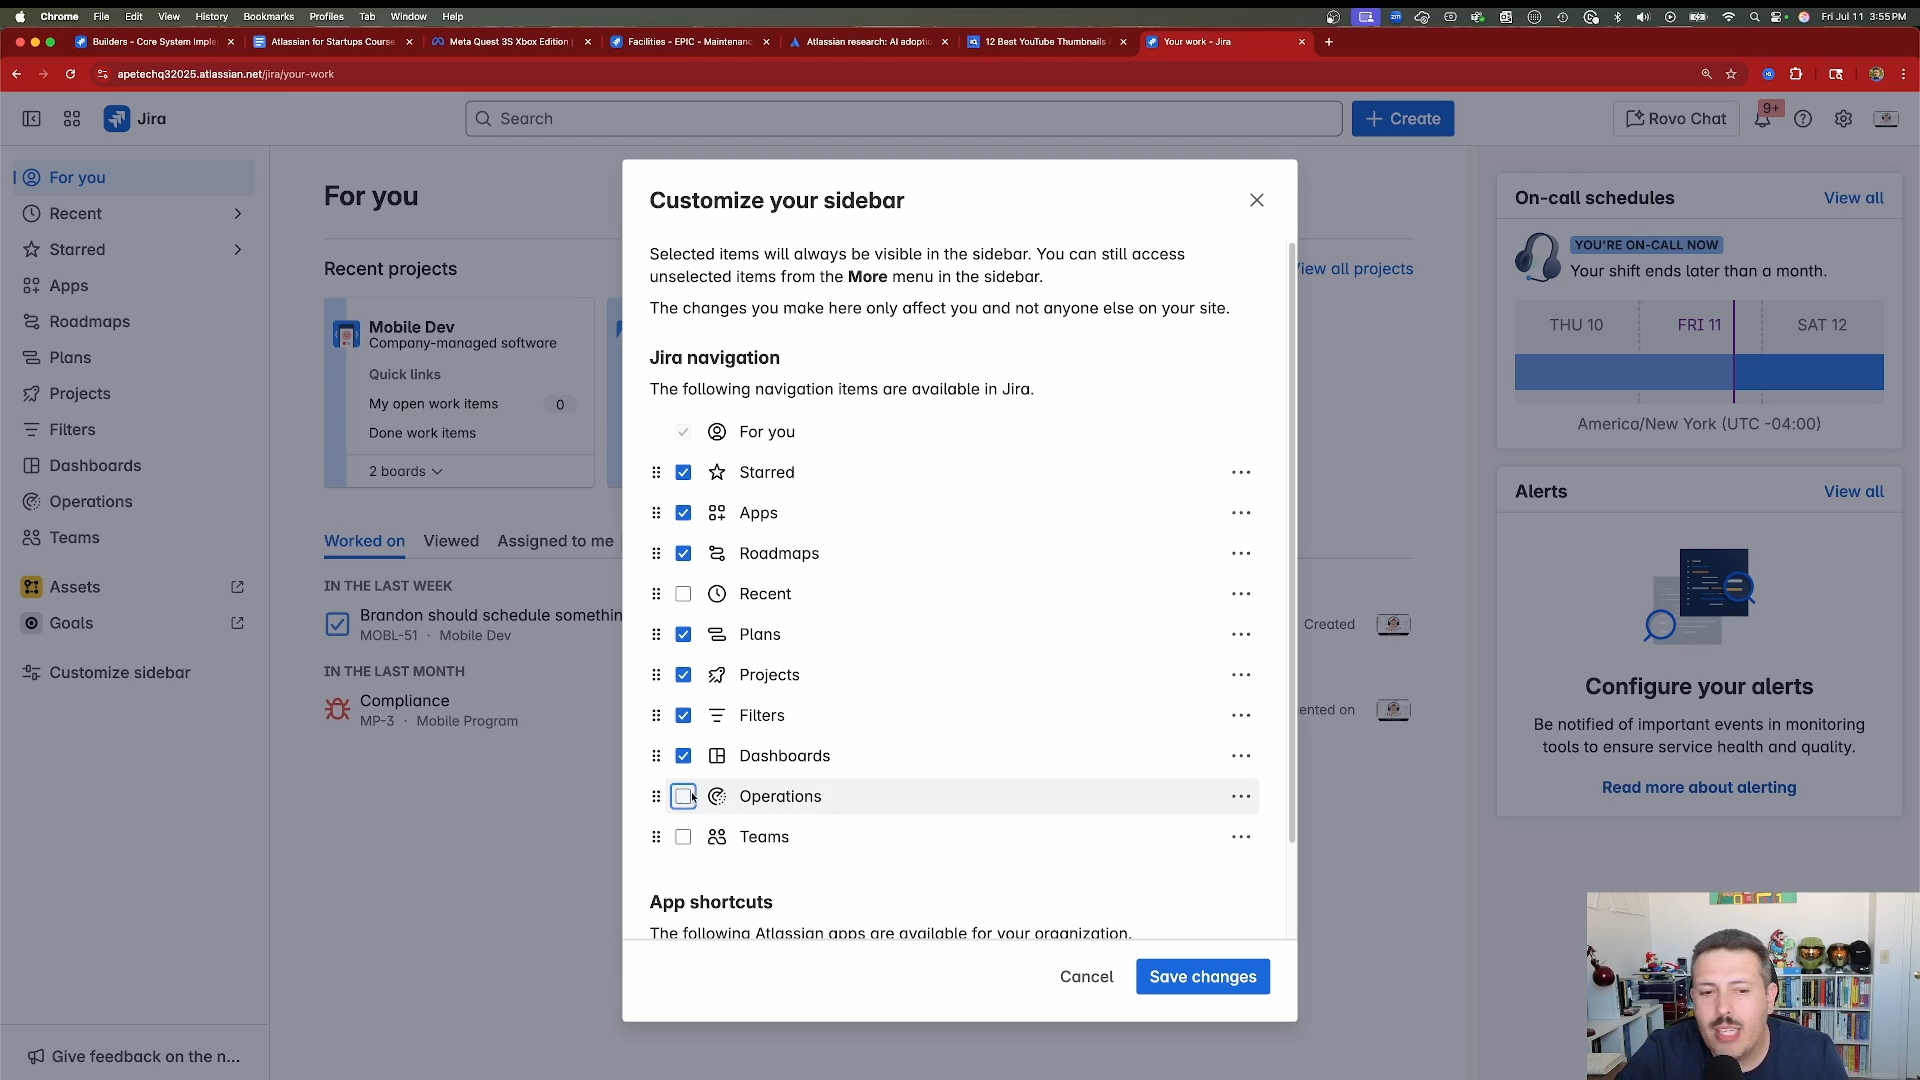 Chrome File Edit View History Bookmarks Profiles Tab Window Help
Fri Jul 11 3:55 PM
Builders - Core System Imple
Atlassian for Startups Course
Meta Quest 3S Xbox Edition
Facilities - EPIC - Maintenanc
Atlassian research: AI adoptio
12 Best YouTube Thumbnails
Your work - Jira
apetechq32025.atlassian.net/jira/your-work
Jira
Search
Create
Rovo Chat
9+
For you
Recent
Starred
Apps
Roadmaps
Plans
Projects
Filters
Dashboards
Operations
Teams
Assets
Goals
Customize sidebar
Give feedback on the n...
For you
Recent projects
View all projects
Mobile Dev
Company-managed software
Quick links
My open work items 0
Done work items
2 boards
Worked on Viewed Assigned to me
IN THE LAST WEEK
Brandon should schedule somethin
MOBL-51 · Mobile Dev
Created
IN THE LAST MONTH
Compliance
MP-3 · Mobile Program
ented on
Customize your sidebar
Selected items will always be visible in the sidebar. You can still access
unselected items from the More menu in the sidebar.
The changes you make here only affect you and not anyone else on your site.
Jira navigation
The following navigation items are available in Jira.
For you
Starred
Apps
Roadmaps
Recent
Plans
Projects
Filters
Dashboards
Operations
Teams
App shortcuts
The following Atlassian apps are available for your organization.
Cancel
Save changes
On-call schedules
View all
YOU'RE ON-CALL NOW
Your shift ends later than a month.
THU 10 FRI 11 SAT 12
America/New York (UTC -04:00)
Alerts
View all
Configure your alerts
Be notified of important events in monitoring
tools to ensure service health and quality.
Read more about alerting